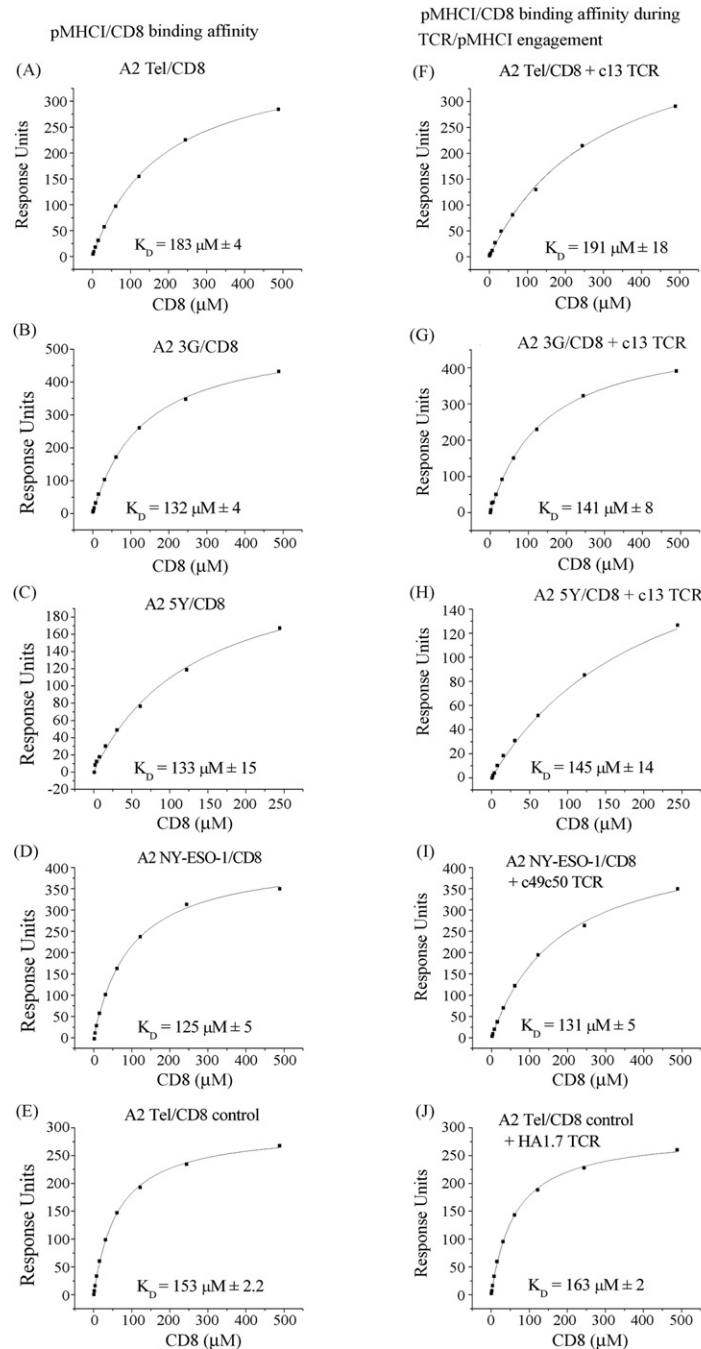 pMHCI/CD8 binding affinity
pMHCI/CD8 binding affinity during
TCR/pMHCI engagement
(A)
A2 Tel/CD8
Response Units
300
250
200
150
100
50
0
K_D = 183 µM ± 4
0 100 200 300 400 500
CD8 (µM)
(F)
A2 Tel/CD8 + c13 TCR
Response Units
300
250
200
150
100
50
0
K_D = 191 µM ± 18
0 100 200 300 400 500
CD8 (µM)
(B)
A2 3G/CD8
Response Units
500
400
300
200
100
0
K_D = 132 µM ± 4
0 100 200 300 400 500
CD8 (µM)
(G)
A2 3G/CD8 + c13 TCR
Response Units
400
300
200
100
0
K_D = 141 µM ± 8
0 100 200 300 400 500
CD8 (µM)
(C)
A2 5Y/CD8
Response Units
180
160
140
120
100
80
60
40
20
0
-20
K_D = 133 µM ± 15
0 50 100 150 200 250
CD8 (µM)
(H)
A2 5Y/CD8 + c13 TCR
Response Units
140
120
100
80
60
40
20
0
K_D = 145 µM ± 14
0 50 100 150 200 250
CD8 (µM)
(D)
A2 NY-ESO-1/CD8
Response Units
400
350
300
250
200
150
100
50
0
K_D = 125 µM ± 5
0 100 200 300 400 500
CD8 (µM)
(I)
A2 NY-ESO-1/CD8
+ c49c50 TCR
Response Units
400
350
300
250
200
150
100
50
0
K_D = 131 µM ± 5
0 100 200 300 400 500
CD8 (µM)
(E)
A2 Tel/CD8 control
Response Units
300
250
200
150
100
50
0
K_D = 153 µM ± 2.2
0 100 200 300 400 500
CD8 (µM)
(J)
A2 Tel/CD8 control
+ HA1.7 TCR
Response Units
300
250
200
150
100
50
0
K_D = 163 µM ± 2
0 100 200 300 400 500
CD8 (µM)